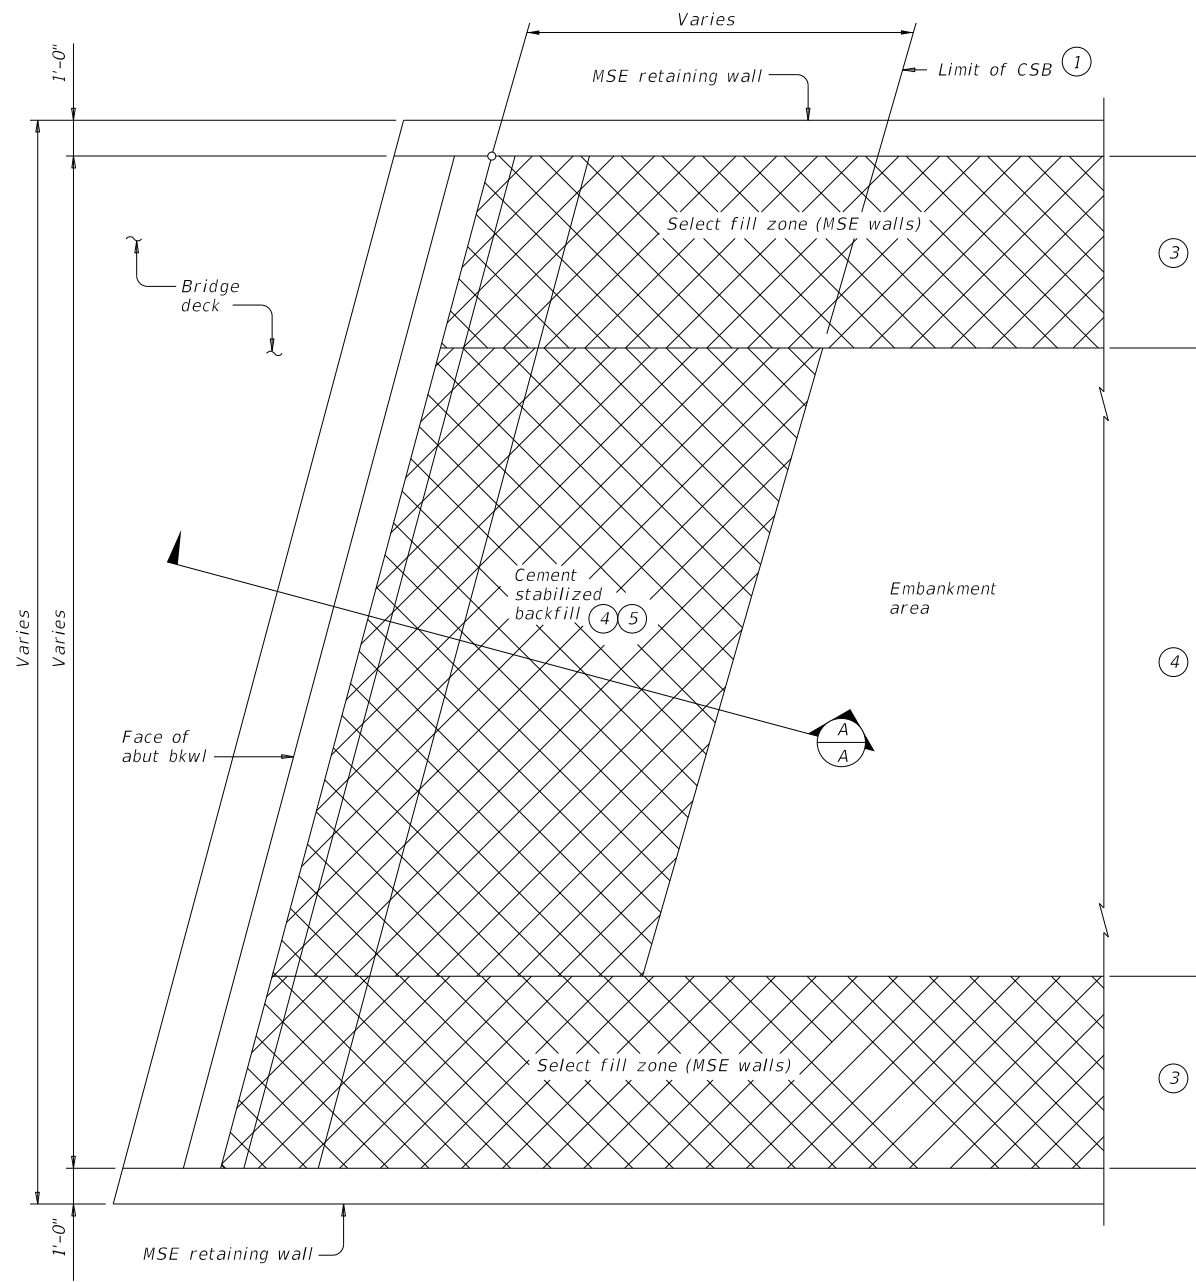 Varies
1'-0"
MSE retaining wall
Limit of CSB 1
Select fill zone (MSE walls)
3
Bridge
deck
Cement
stabilized
backfill 4 5
Embankment
area
Varies
Varies
4
Face of
abut bkwl
A
A
Select fill zone (MSE walls)
3
1'-0"
MSE retaining wall